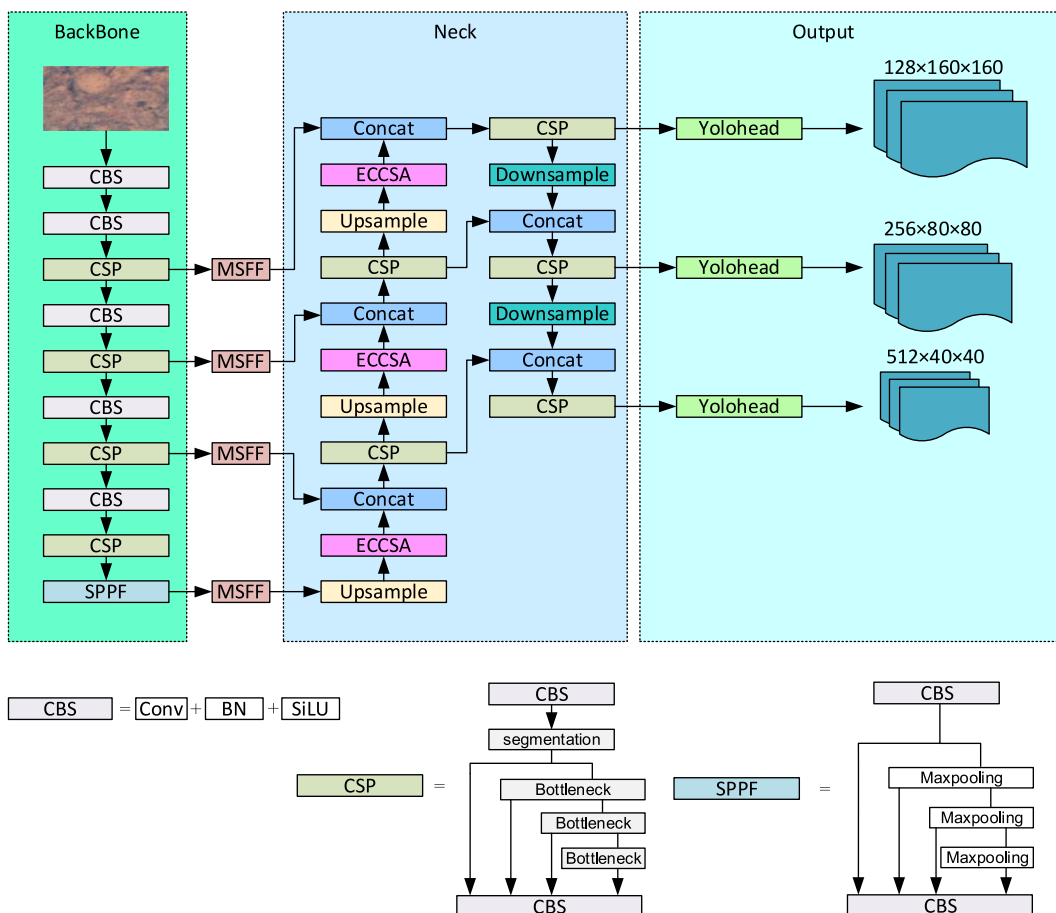 BackBone
CBS
CBS
CSP
CBS
CSP
CBS
CSP
CBS
CSP
SPPF
MSFF
MSFF
MSFF
MSFF
Neck
Concat
ECCSA
Upsample
CSP
Concat
ECCSA
Upsample
CSP
Concat
ECCSA
Upsample
CSP
Downsample
Concat
CSP
Downsample
Concat
CSP
Output
Yolohead
128×160×160
Yolohead
256×80×80
Yolohead
512×40×40
CBS = Conv + BN + SiLU
CSP =
CBS
segmentation
Bottleneck
Bottleneck
Bottleneck
CBS
SPPF =
CBS
Maxpooling
Maxpooling
Maxpooling
CBS